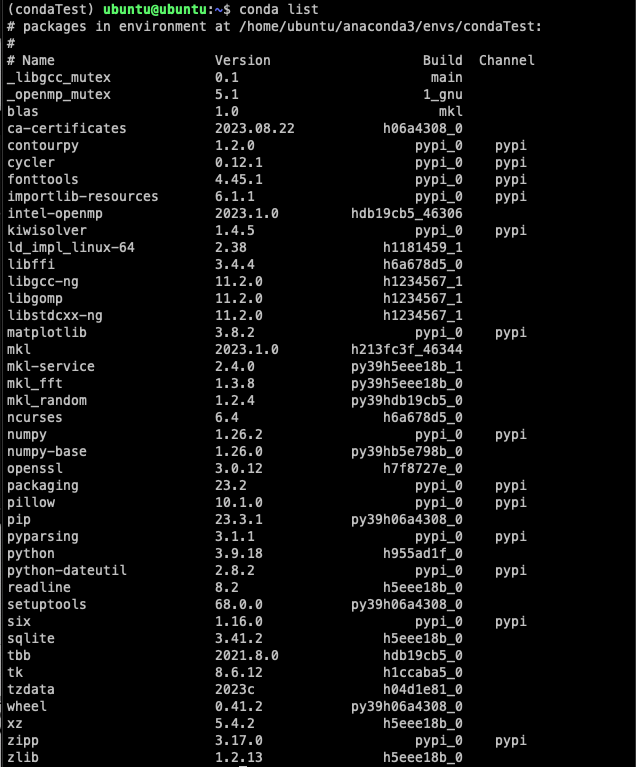 (condaTest) ubuntu@ubuntu:~$ conda list
# packages in environment at /home/ubuntu/anaconda3/envs/condaTest:
#
# Name                    Version                   Build  Channel
_libgcc_mutex             0.1                        main
_openmp_mutex             5.1                       1_gnu
blas                      1.0                         mkl
ca-certificates           2023.08.22           h06a4308_0
contourpy                 1.2.0                    pypi_0    pypi
cycler                    0.12.1                   pypi_0    pypi
fonttools                 4.45.1                   pypi_0    pypi
importlib-resources       6.1.1                    pypi_0    pypi
intel-openmp              2023.1.0         hdb19cb5_46306
kiwisolver                1.4.5                    pypi_0    pypi
ld_impl_linux-64          2.38                 h1181459_1
libffi                    3.4.4                h6a678d5_0
libgcc-ng                 11.2.0               h1234567_1
libgomp                   11.2.0               h1234567_1
libstdcxx-ng              11.2.0               h1234567_1
matplotlib                3.8.2                    pypi_0    pypi
mkl                       2023.1.0         h213fc3f_46344
mkl-service               2.4.0            py39h5eee18b_1
mkl_fft                   1.3.8            py39h5eee18b_0
mkl_random                1.2.4            py39hdb19cb5_0
ncurses                   6.4                  h6a678d5_0
numpy                     1.26.2                   pypi_0    pypi
numpy-base                1.26.0           py39hb5e798b_0
openssl                   3.0.12               h7f8727e_0
packaging                 23.2                     pypi_0    pypi
pillow                    10.1.0                   pypi_0    pypi
pip                       23.3.1           py39h06a4308_0
pyparsing                 3.1.1                    pypi_0    pypi
python                    3.9.18               h955ad1f_0
python-dateutil           2.8.2                    pypi_0    pypi
readline                  8.2                  h5eee18b_0
setuptools                68.0.0           py39h06a4308_0
six                       1.16.0                   pypi_0    pypi
sqlite                    3.41.2               h5eee18b_0
tbb                       2021.8.0             hdb19cb5_0
tk                        8.6.12               h1ccaba5_0
tzdata                    2023c                h04d1e81_0
wheel                     0.41.2           py39h06a4308_0
xz                        5.4.2                h5eee18b_0
zipp                      3.17.0                   pypi_0    pypi
zlib                      1.2.13               h5eee18b_0